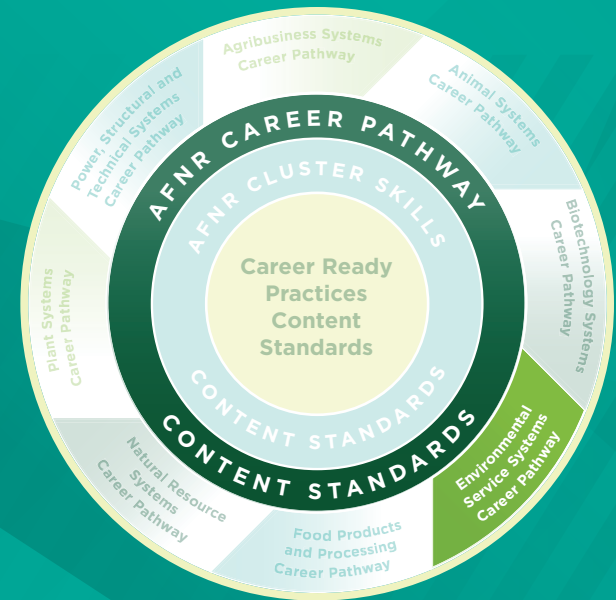 Agribusiness Systems
Career Pathway
Animal Systems
Career Pathway
Biotechnology Systems
Career Pathway
Environmental
Service Systems
Career Pathway
Food Products
and Processing
Career Pathway
Natural Resource
Systems
Career Pathway
Plant Systems
Career Pathway
Power, Structural and
Technical Systems
Career Pathway
AFNR CAREER PATHWAY
CONTENT STANDARDS
AFNR CLUSTER SKILLS
CONTENT STANDARDS
Career Ready
Practices
Content
Standards